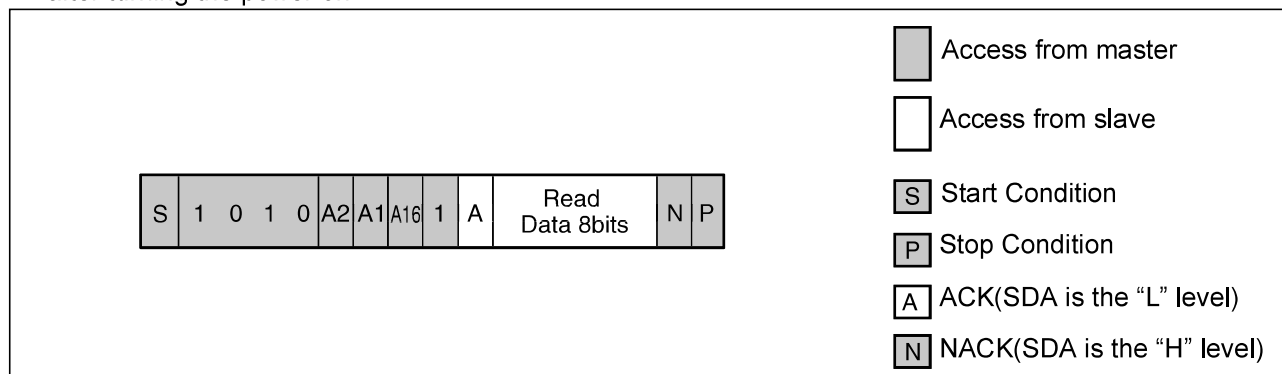 Access from master
Access from slave
S 1 0 1 0 A2 A1 A16 1 A Read Data 8bits N P
S Start Condition
P Stop Condition
A ACK(SDA is the “L” level)
N NACK(SDA is the “H” level)